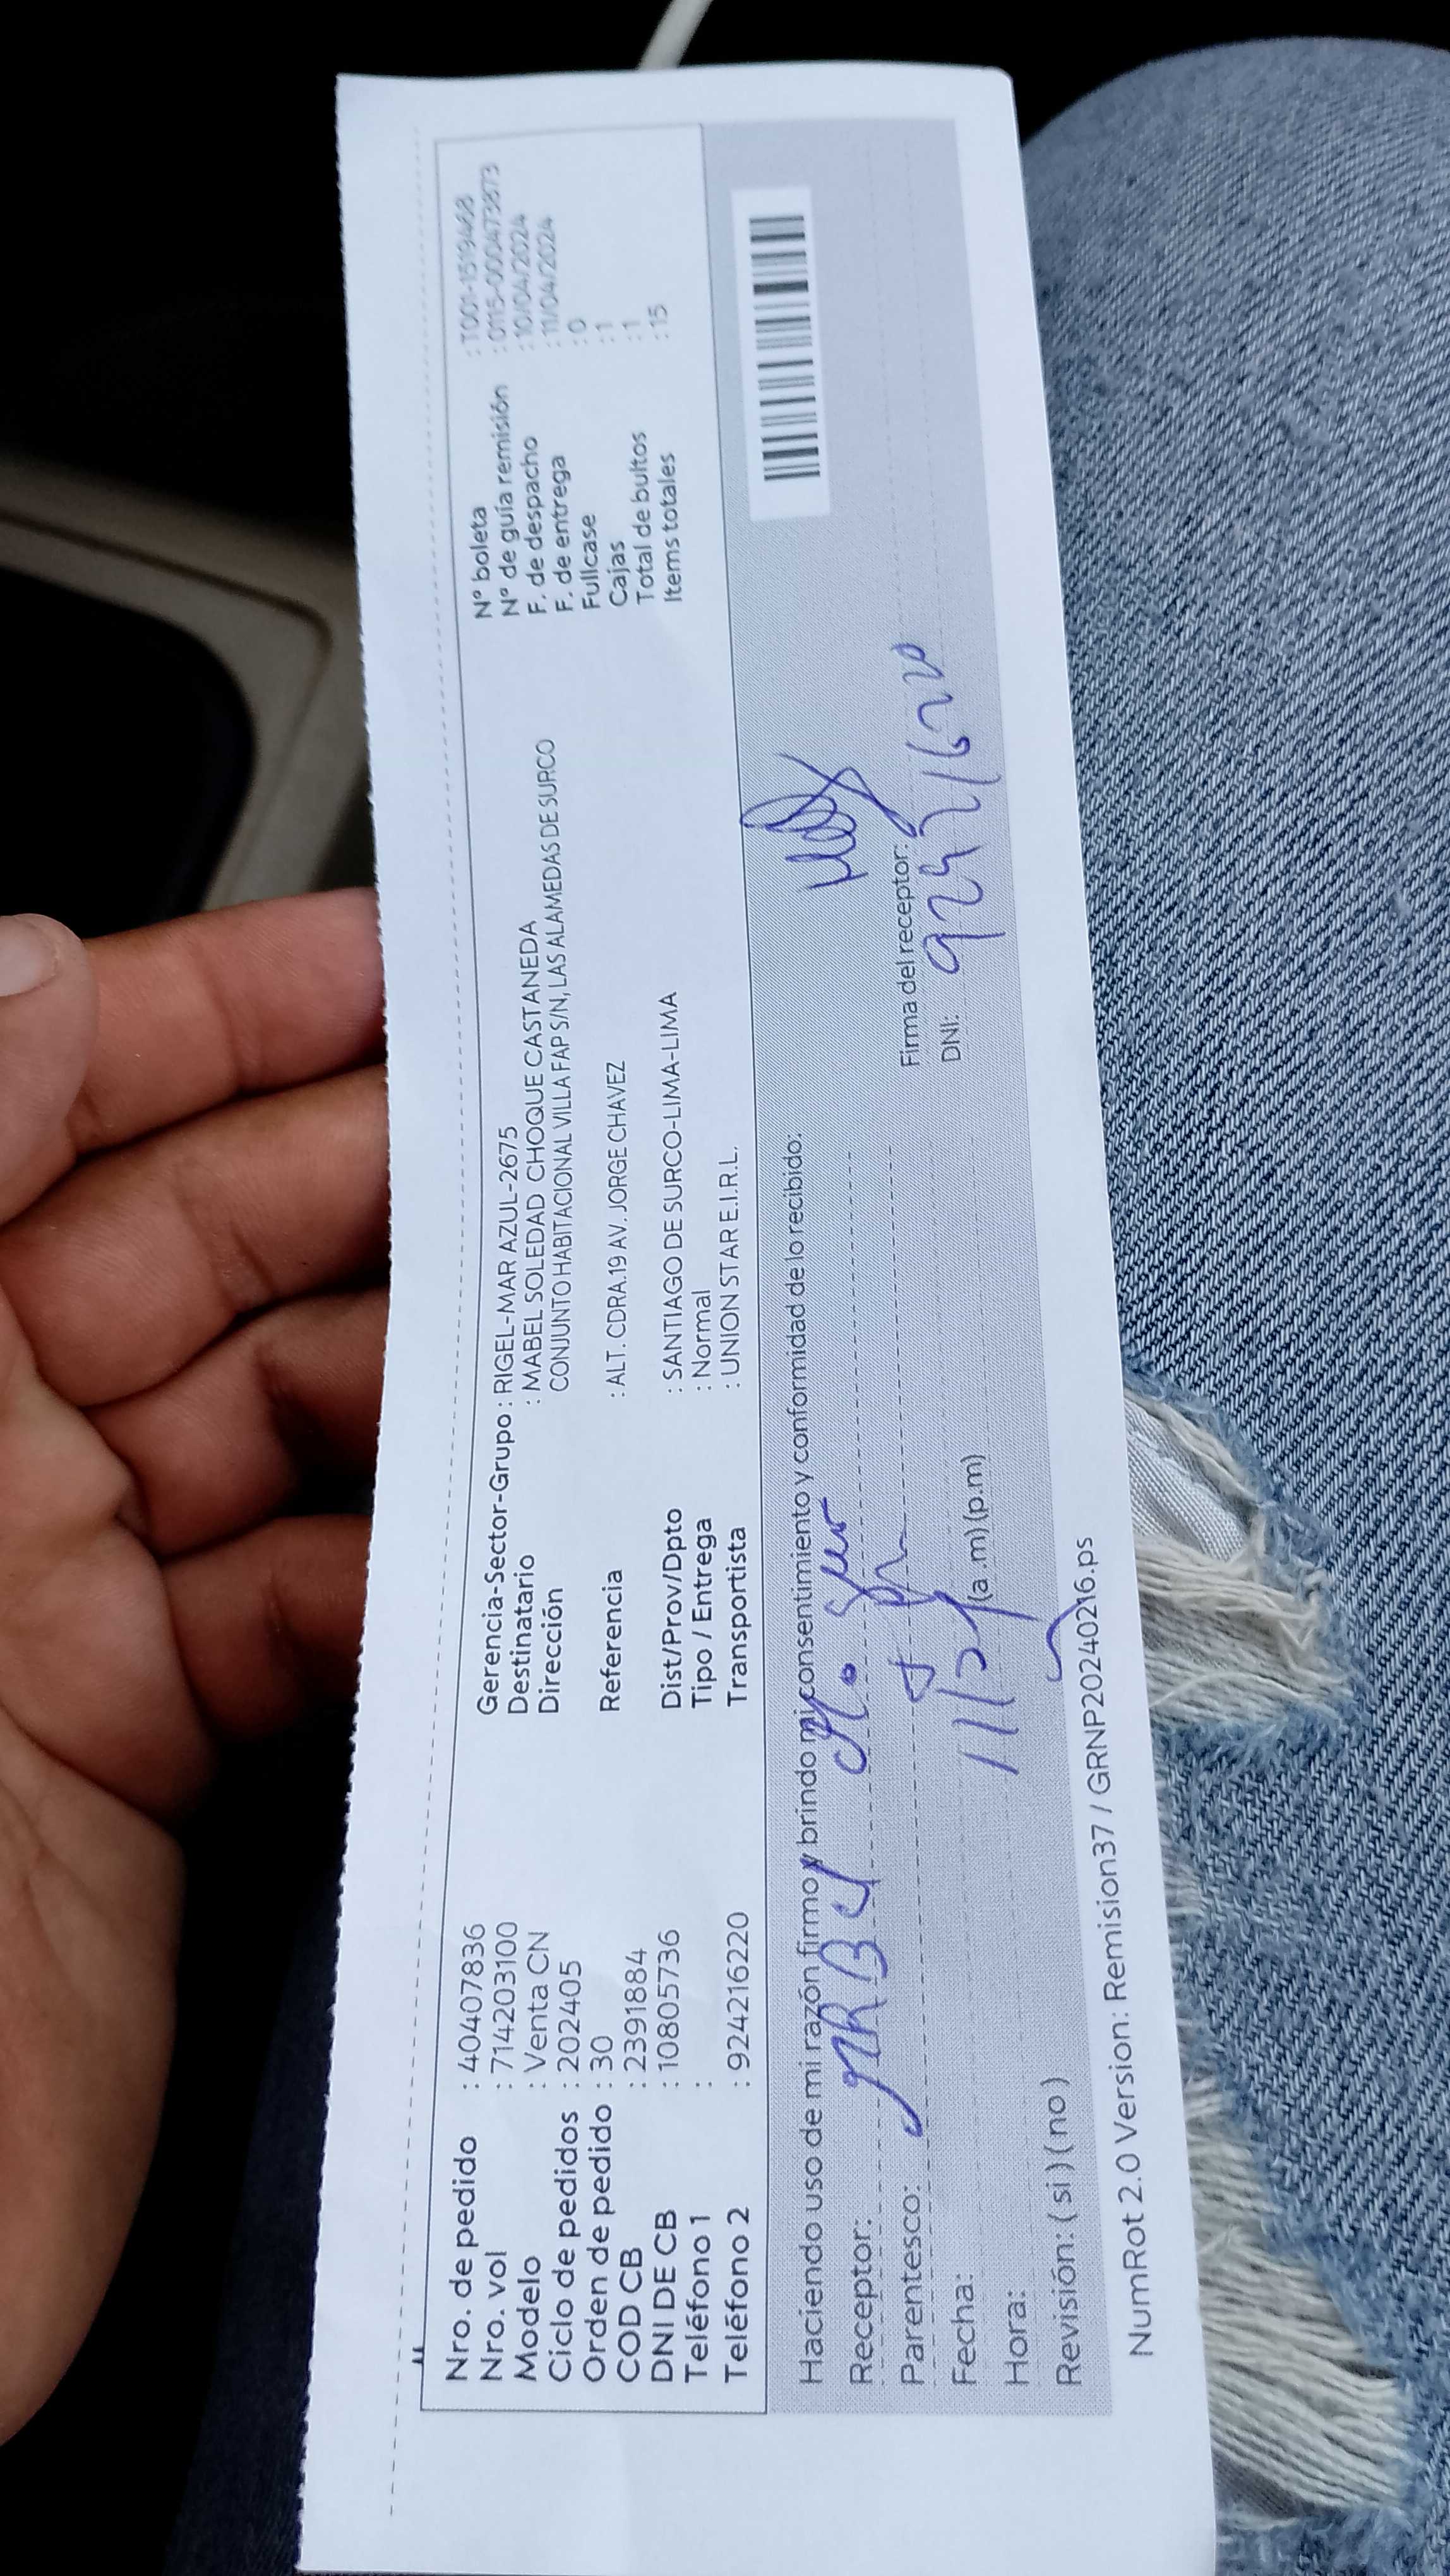 Nro. de pedido : 40407836
Nro. vol : 714203100
Modelo : Venta CN
Ciclo de pedidos : 202405
Orden de pedido : 30
COD CB : 2391884
DNI DE CB : 10805736
Teléfono 1 :
Teléfono 2 : 924216220
Gerencia-Sector-Grupo : RIGEL-MAR AZUL-2675
Destinatario : MABEL SOLEDAD CHOQUE CASTANEDA
Dirección CONJUNTO HABITACIONAL VILLA FAP S/N, LAS ALAMEDAS DE SURCO
Referencia : ALT. CDRA.19 AV. JORGE CHAVEZ
Dist/Prov/Dpto : SANTIAGO DE SURCO-LIMA-LIMA
Tipo / Entrega : Normal
Transportista : UNION STAR E.I.R.L.
N° boleta : T001-1519468
N° de guía remisión : 0115-0000473873
F. de despacho : 10/04/2024
F. de entrega : 11/04/2024
Fullcase : 0
Cajas : 1
Total de bultos : 1
Items totales : 15
Haciendo uso de mi razón firmo y brindo mi consentimiento y conformidad de lo recibido:
Receptor:
Parentesco:
Fecha:
Hora: (a .m) (p.m)
Revisión: ( si ) ( no )
Firma del receptor:
DNI:
NumRot 2.0 Version: Remision37 / GRNP20240216.ps